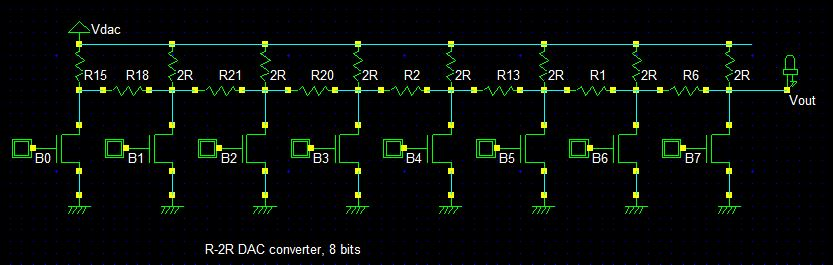 Vdac
R15 R18 2R R21 2R R20 2R R2 2R R13 2R R1 2R R6 2R
Vout
B0 B1 B2 B3 B4 B5 B6 B7
R-2R DAC converter, 8 bits